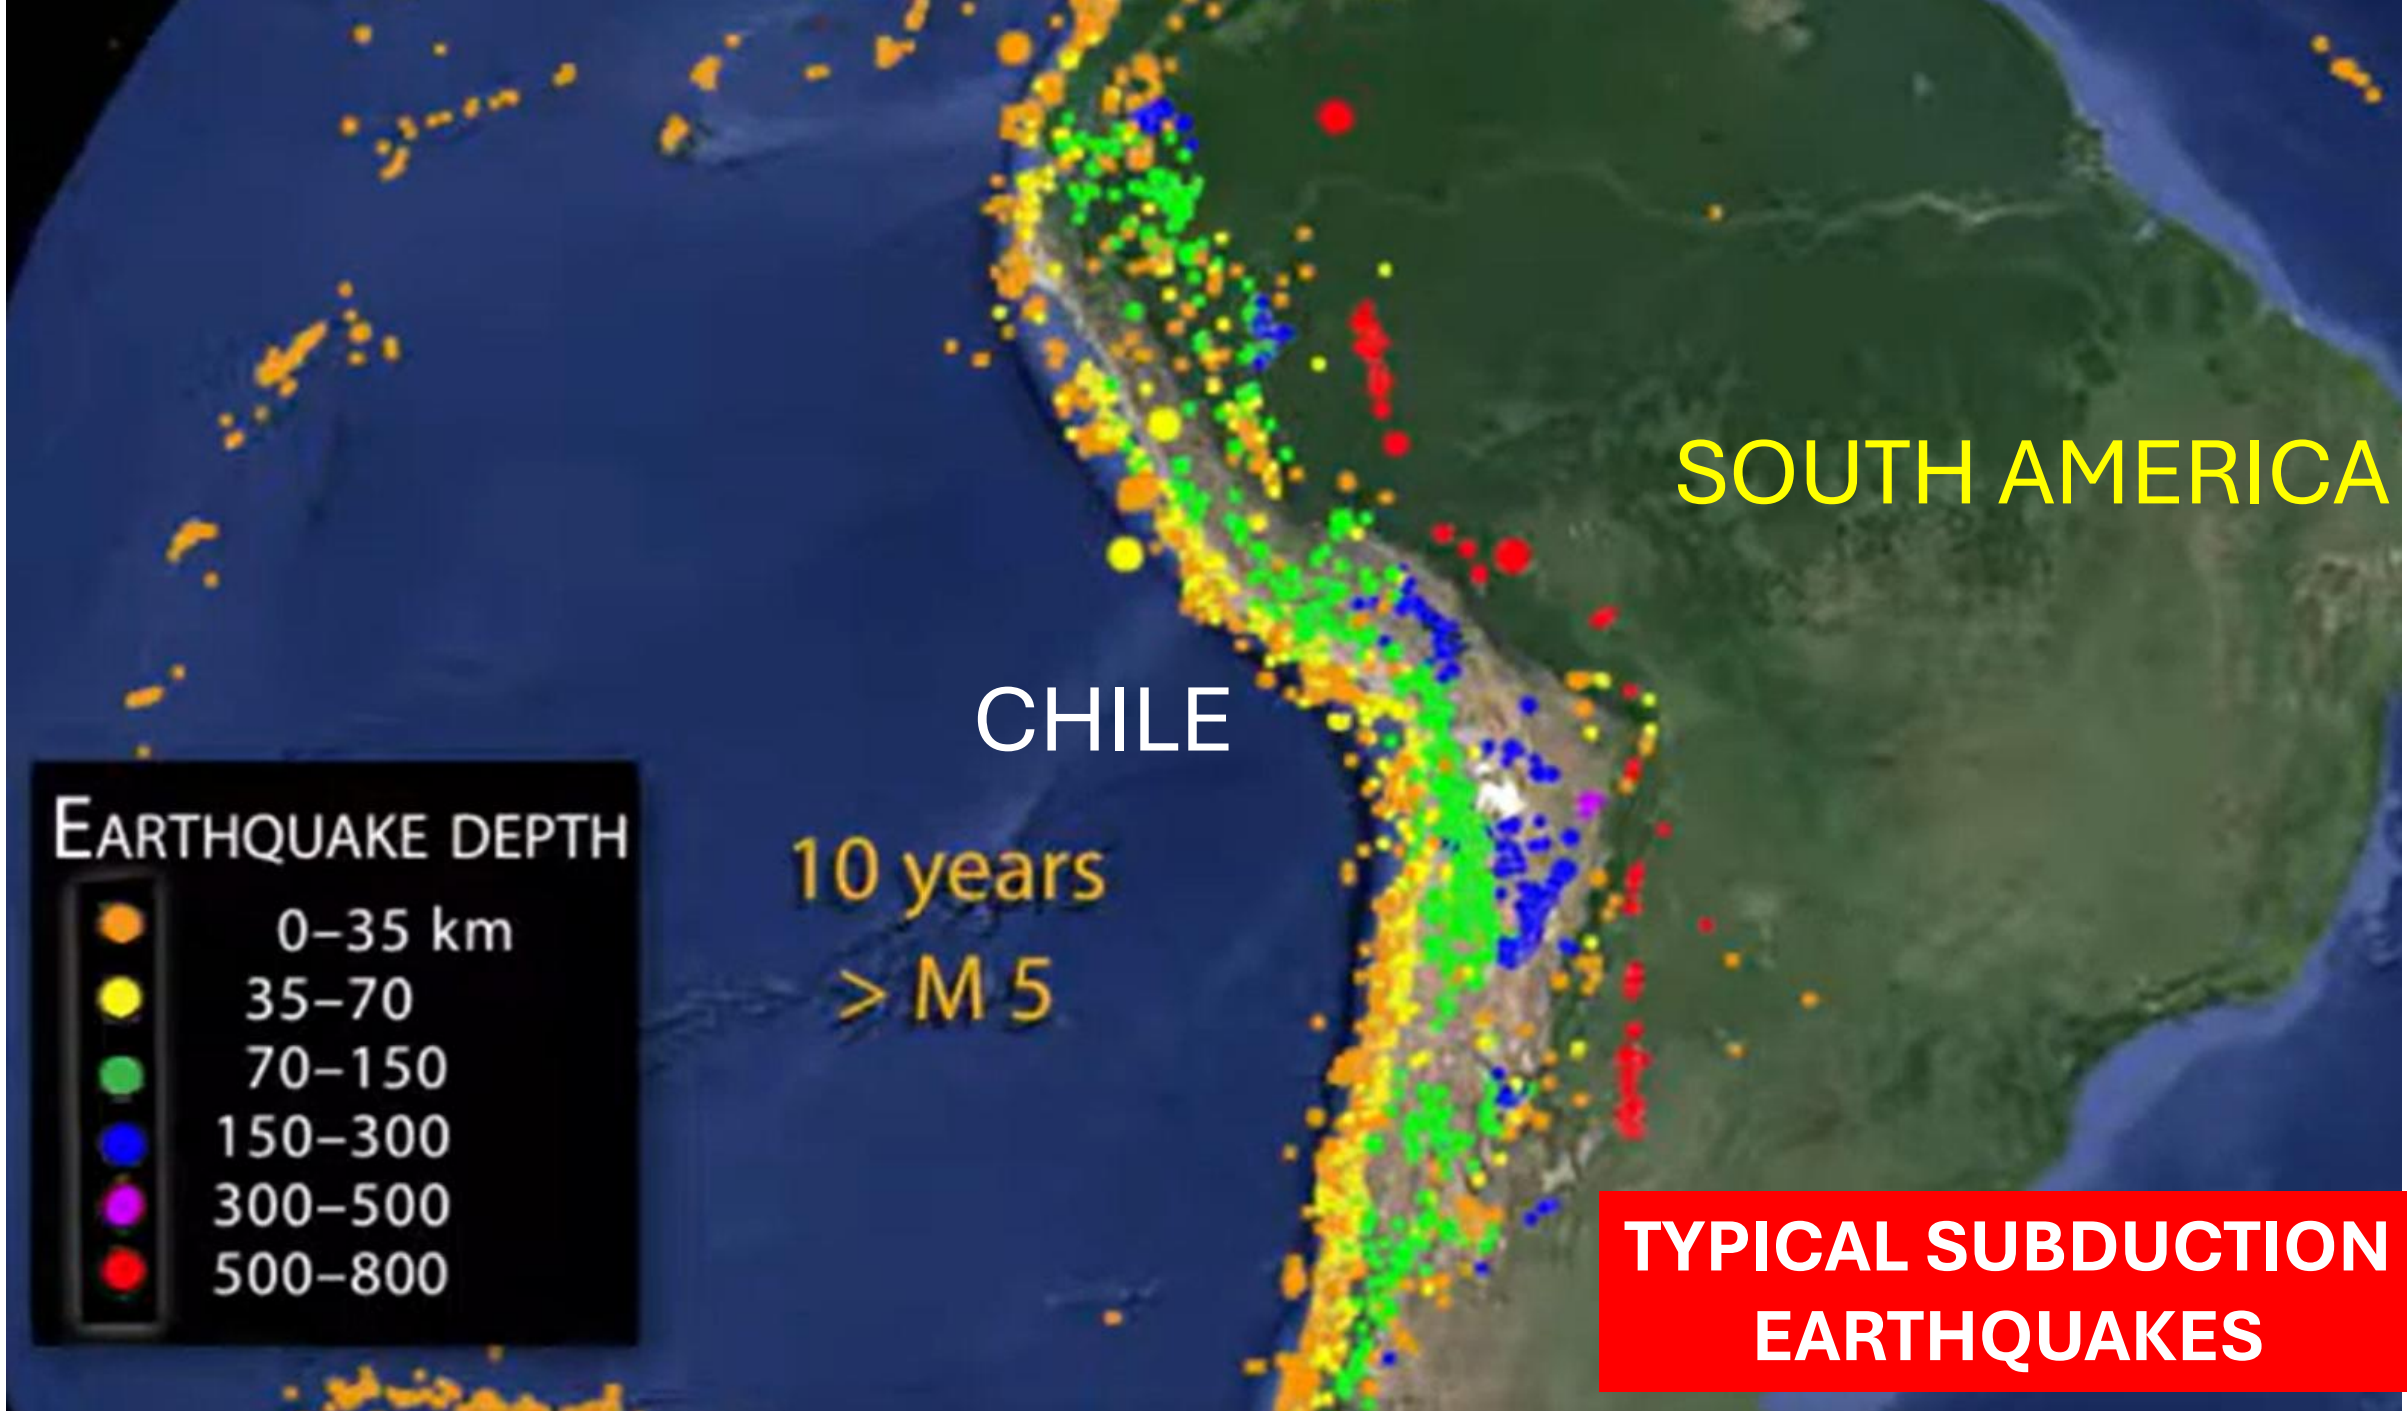 SOUTH AMERICA
CHILE
EARTHQUAKE DEPTH
0–35 km
35–70
70–150
150–300
300–500
500–800
10 years
> M 5
TYPICAL SUBDUCTION
EARTHQUAKES